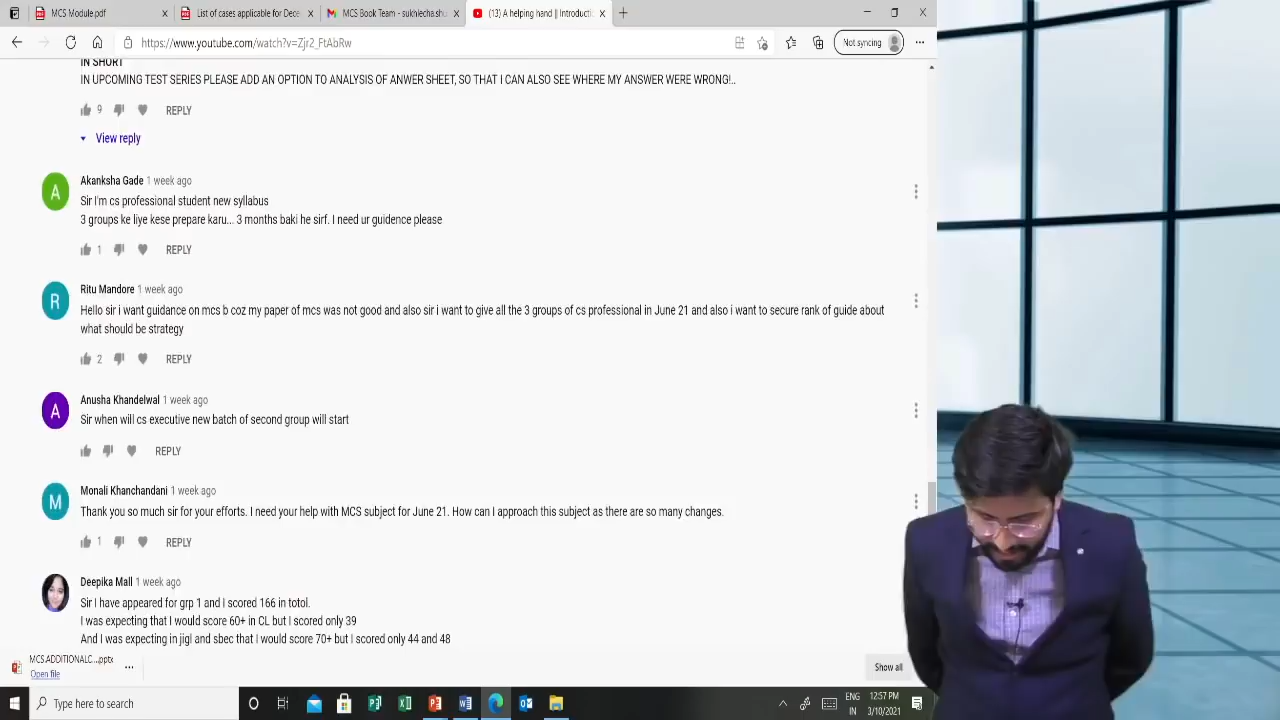 MCS Module.pdf
List of cases applicable for Dece
MCS Book Team - sukhiecha.sh
(13) A helping hand || Introducti
https://www.youtube.com/watch?v=Zjr2_FtAbRw
Not syncing
IN SHORT
IN UPCOMING TEST SERIES PLEASE ADD AN OPTION TO ANALYSIS OF ANWER SHEET, SO THAT I CAN ALSO SEE WHERE MY ANSWER WERE WRONG!..
9 REPLY
View reply
A
Akanksha Gade 1 week ago
Sir I'm cs professional student new syllabus
3 groups ke liye kese prepare karu... 3 months baki he sirf. I need ur guidence please
1 REPLY
R
Ritu Mandore 1 week ago
Hello sir i want guidance on mcs b coz my paper of mcs was not good and also sir i want to give all the 3 groups of cs professional in June 21 and also i want to secure rank of guide about
what should be strategy
2 REPLY
A
Anusha Khandelwal 1 week ago
Sir when will cs executive new batch of second group will start
REPLY
M
Monali Khanchandani 1 week ago
Thank you so much sir for your efforts. I need your help with MCS subject for June 21. How can I approach this subject as there are so many changes.
1 REPLY
Deepika Mall 1 week ago
Sir I have appeared for grp 1 and I scored 166 in totol.
I was expecting that I would score 60+ in CL but I scored only 39
And I was expecting in jigl and sbec that I would score 70+ but I scored only 44 and 48
MCS.ADDITIONALC....pptx
Open file
Show all
Type here to search
ENG
IN
12:57 PM
3/10/2021